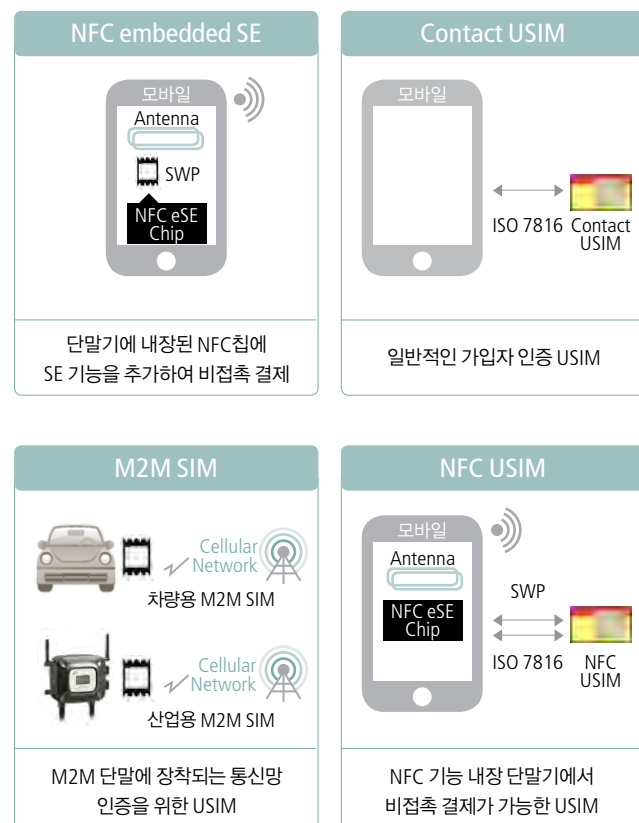 NFC embedded SE
모바일
Antenna
SWP
NFC eSE
Chip
단말기에 내장된 NFC칩에
SE 기능을 추가하여 비접촉 결제
Contact USIM
모바일
ISO 7816
Contact
USIM
일반적인 가입자 인증 USIM
M2M SIM
Cellular
Network
차량용 M2M SIM
Cellular
Network
산업용 M2M SIM
M2M 단말에 장착되는 통신망
인증을 위한 USIM
NFC USIM
모바일
Antenna
NFC eSE
Chip
SWP
ISO 7816
NFC
USIM
NFC 기능 내장 단말기에서
비접촉 결제가 가능한 USIM